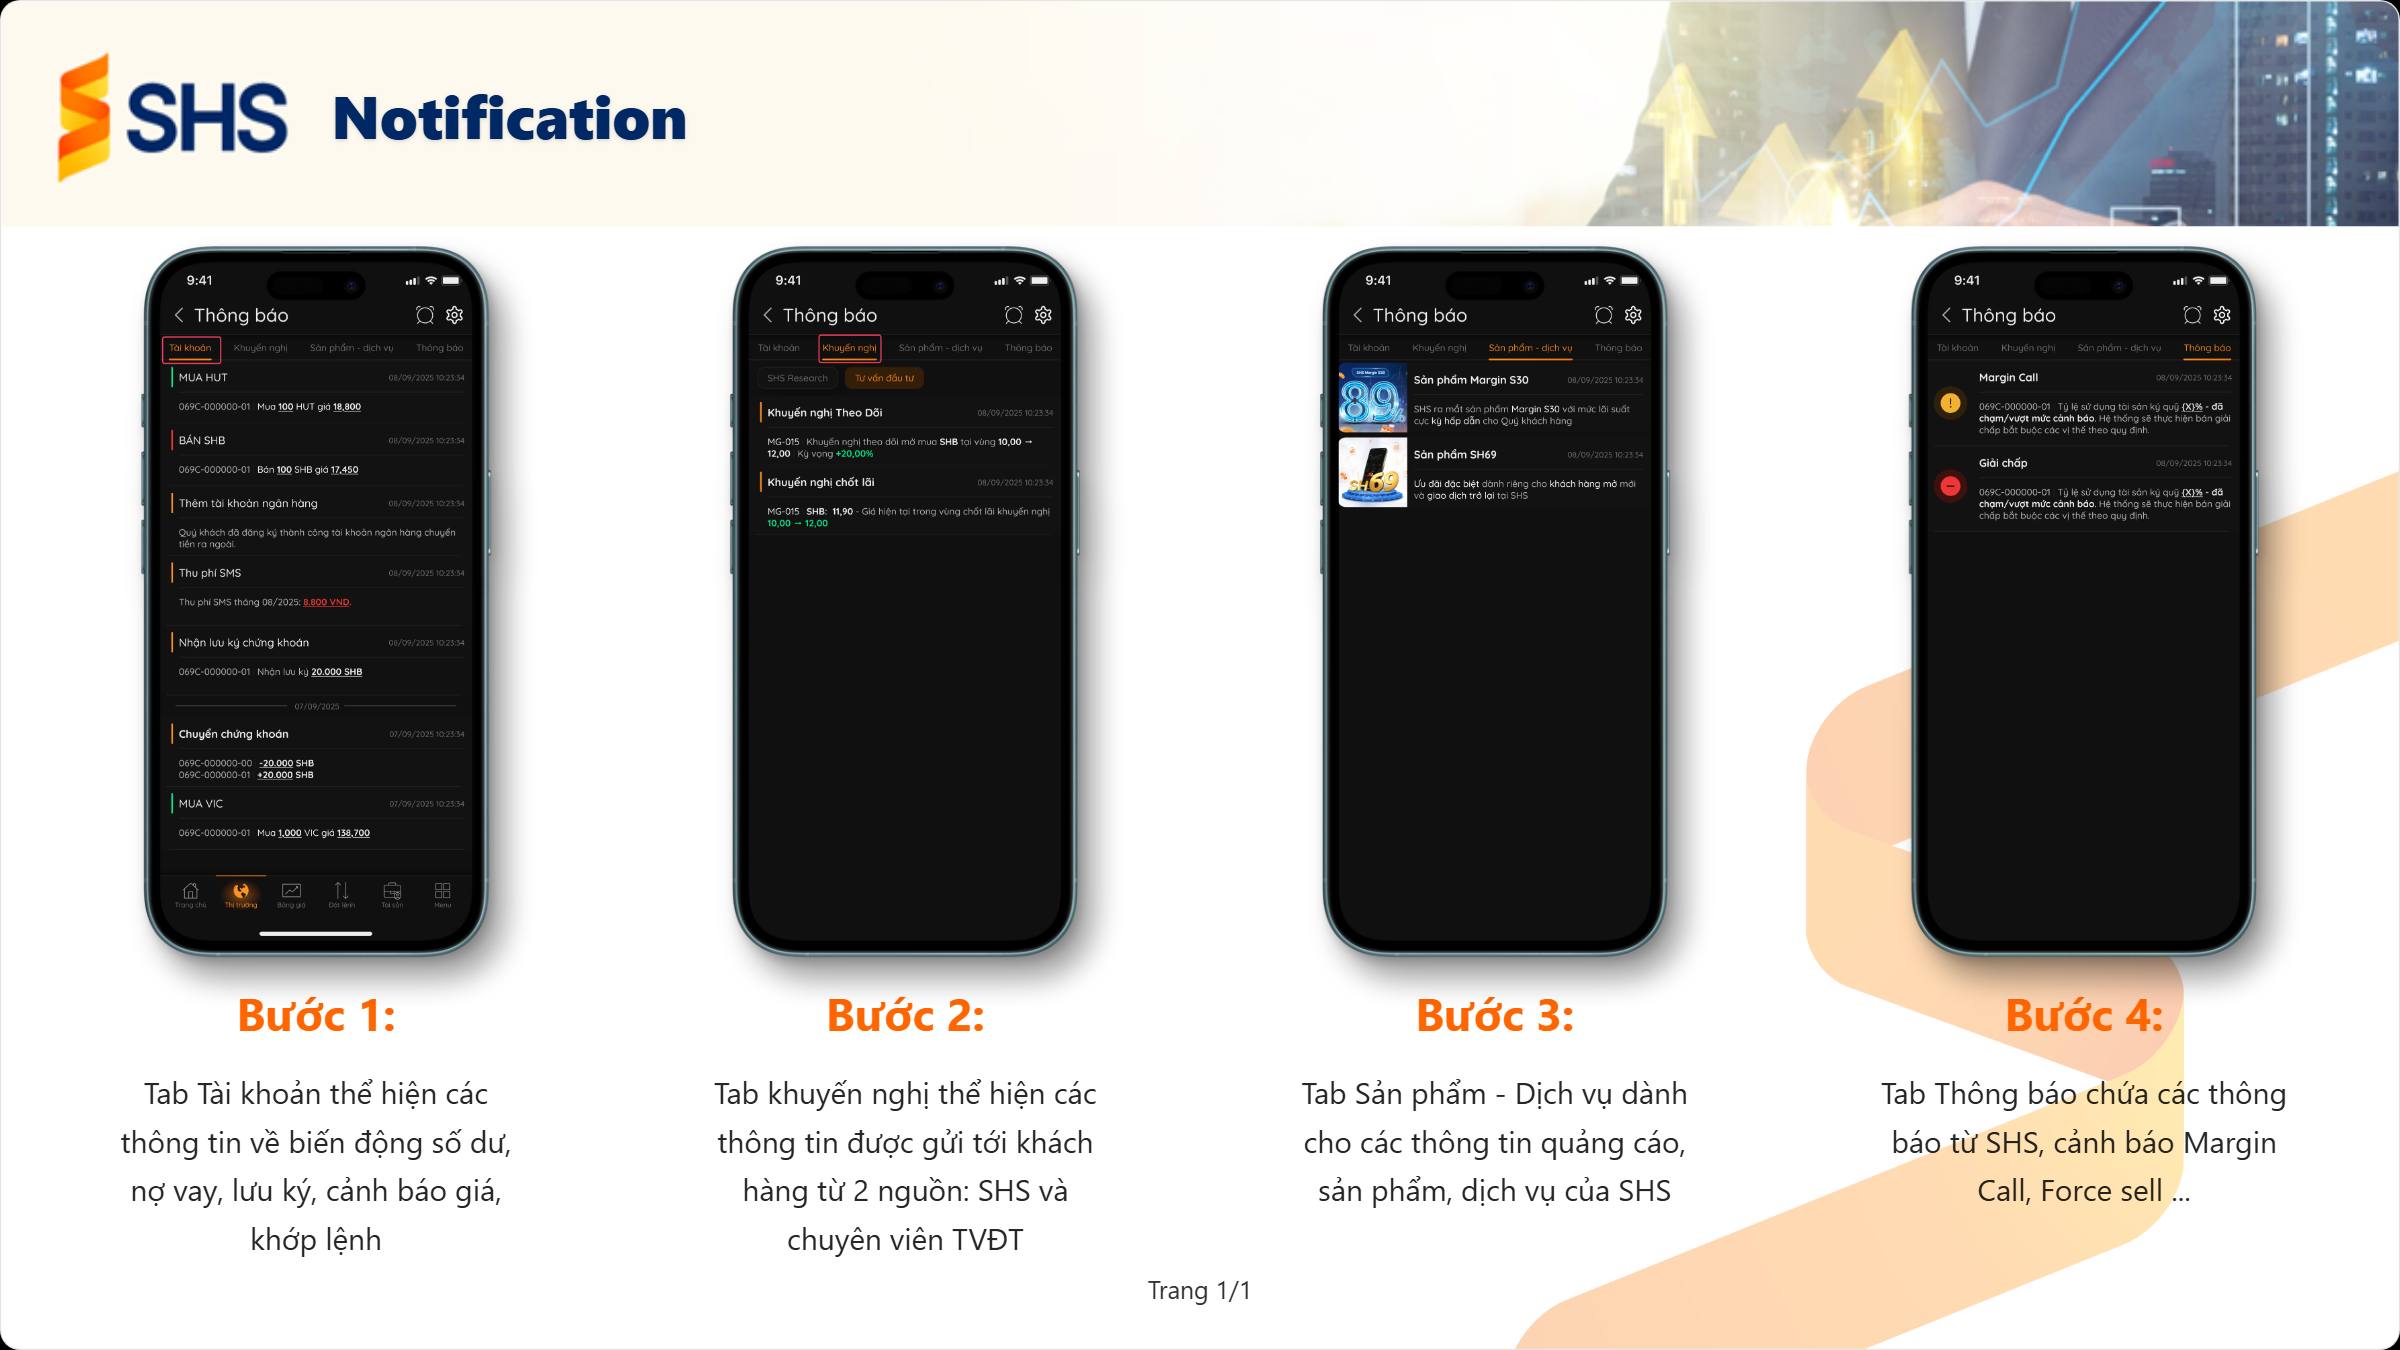 SHS
Notification
9:41
Thông báo
Tài khoản Khuyến nghị Sản phẩm - dịch vụ Thông báo
MUA HUT 08/09/2025 10:23:34
069C-000000-01 Mua 100 HUT giá 18,800
BÁN SHB 08/09/2025 10:23:34
069C-000000-01 Bán 100 SHB giá 17,450
Thêm tài khoản ngân hàng 08/09/2025 10:23:34
Quý khách đã đăng ký thành công tài khoản ngân hàng chuyển
tiền ra ngoài.
Thu phí SMS 08/09/2025 10:23:34
Thu phí SMS tháng 08/2025: 8.800 VND.
Nhận lưu ký chứng khoán 08/09/2025 10:23:34
069C-000000-01 Nhận lưu ký 20.000 SHB
07/09/2025
Chuyển chứng khoán 07/09/2025 10:23:34
069C-000000-00 -20.000 SHB
069C-000000-01 +20.000 SHB
MUA VIC 07/09/2025 10:23:34
069C-000000-01 Mua 1,000 VIC giá 138,700
Trang chủ Thị trường Bảng giá Đặt lệnh Tài sản Menu
Bước 1:
Tab Tài khoản thể hiện các
thông tin về biến động số dư,
nợ vay, lưu ký, cảnh báo giá,
khớp lệnh
9:41
Thông báo
Tài khoản Khuyến nghị Sản phẩm - dịch vụ Thông báo
SHS Research Tư vấn đầu tư
Khuyến nghị Theo Dõi 08/09/2025 10:23:34
MG-015 Khuyến nghị theo dõi mở mua SHB tại vùng 10,00 →
12,00 Kỳ vọng +20,00%
Khuyến nghị chốt lãi 08/09/2025 10:23:34
MG-015 SHB: 11,90 - Giá hiện tại trong vùng chốt lãi khuyến nghị
10,00 → 12,00
Bước 2:
Tab khuyến nghị thể hiện các
thông tin được gửi tới khách
hàng từ 2 nguồn: SHS và
chuyên viên TVĐT
9:41
Thông báo
Tài khoản Khuyến nghị Sản phẩm - dịch vụ Thông báo
SHS Margin S30
89%
Sản phẩm Margin S30 08/09/2025 10:23:34
SHS ra mắt sản phẩm Margin S30 với mức lãi suất
cực kỳ hấp dẫn cho Quý khách hàng
SH69
Sản phẩm SH69 08/09/2025 10:23:34
Ưu đãi đặc biệt dành riêng cho khách hàng mở mới
và giao dịch trở lại tại SHS
Bước 3:
Tab Sản phẩm - Dịch vụ dành
cho các thông tin quảng cáo,
sản phẩm, dịch vụ của SHS
9:41
Thông báo
Tài khoản Khuyến nghị Sản phẩm - dịch vụ Thông báo
Margin Call 08/09/2025 10:23:34
069C-000000-01 Tỷ lệ sử dụng tài sản ký quỹ {X}% - đã
chạm/vượt mức cảnh báo. Hệ thống sẽ thực hiện bán giải
chấp bắt buộc các vị thế theo quy định.
Giải chấp 08/09/2025 10:23:34
069C-000000-01 Tỷ lệ sử dụng tài sản ký quỹ {X}% - đã
chạm/vượt mức cảnh báo. Hệ thống sẽ thực hiện bán giải
chấp bắt buộc các vị thế theo quy định.
Bước 4:
Tab Thông báo chứa các thông
báo từ SHS, cảnh báo Margin
Call, Force sell ...
Trang 1/1